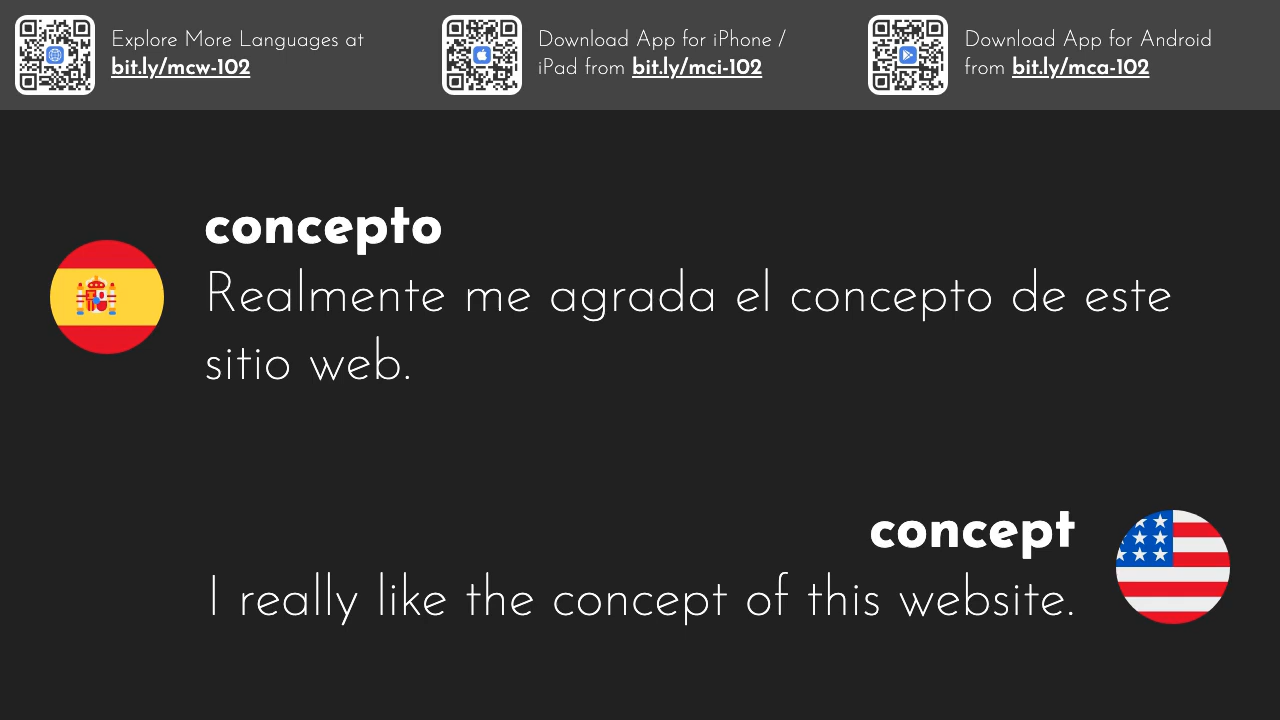 Explore More Languages at
bit.ly/mcw-102
Download App for iPhone /
iPad from bit.ly/mci-102
Download App for Android
from bit.ly/mca-102
concepto
Realmente me agrada el concepto de este
sitio web.
concept
I really like the concept of this website.